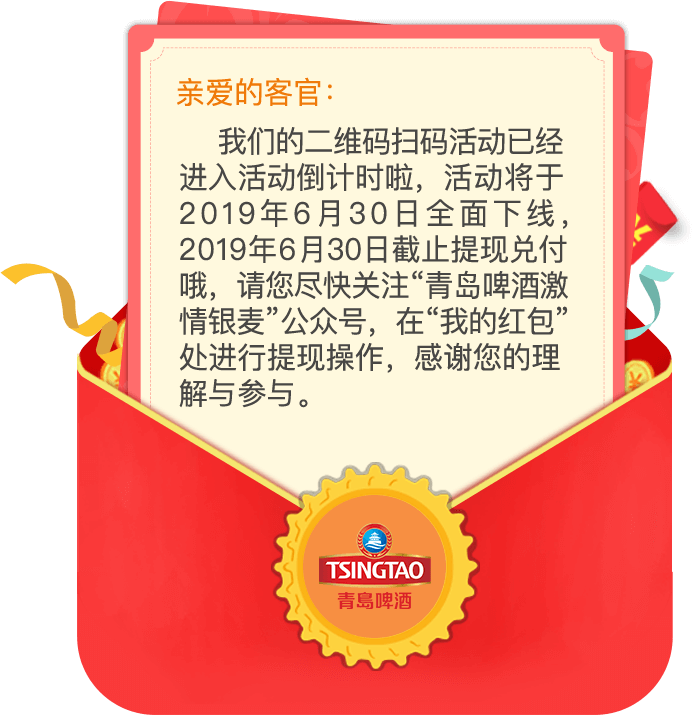 亲爱的客官：
我们的二维码扫码活动已经
进入活动倒计时啦，活动将于
2019年6月30日全面下线，
2019年6月30日截止提现兑付
哦，请您尽快关注“青岛啤酒激
情银麦”公众号，在“我的红包”
处进行提现操作，感谢您的理
解与参与。
TSINGTAO
青島啤酒